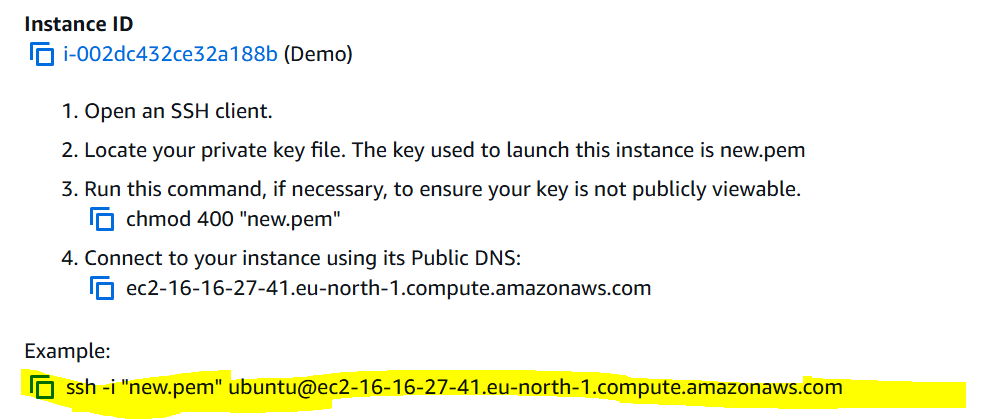 Instance ID
i-002dc432ce32a188b (Demo)
1. Open an SSH client.
2. Locate your private key file. The key used to launch this instance is new.pem
3. Run this command, if necessary, to ensure your key is not publicly viewable.
chmod 400 "new.pem"
4. Connect to your instance using its Public DNS:
ec2-16-16-27-41.eu-north-1.compute.amazonaws.com
Example:
ssh -i "new.pem" ubuntu@ec2-16-16-27-41.eu-north-1.compute.amazonaws.com